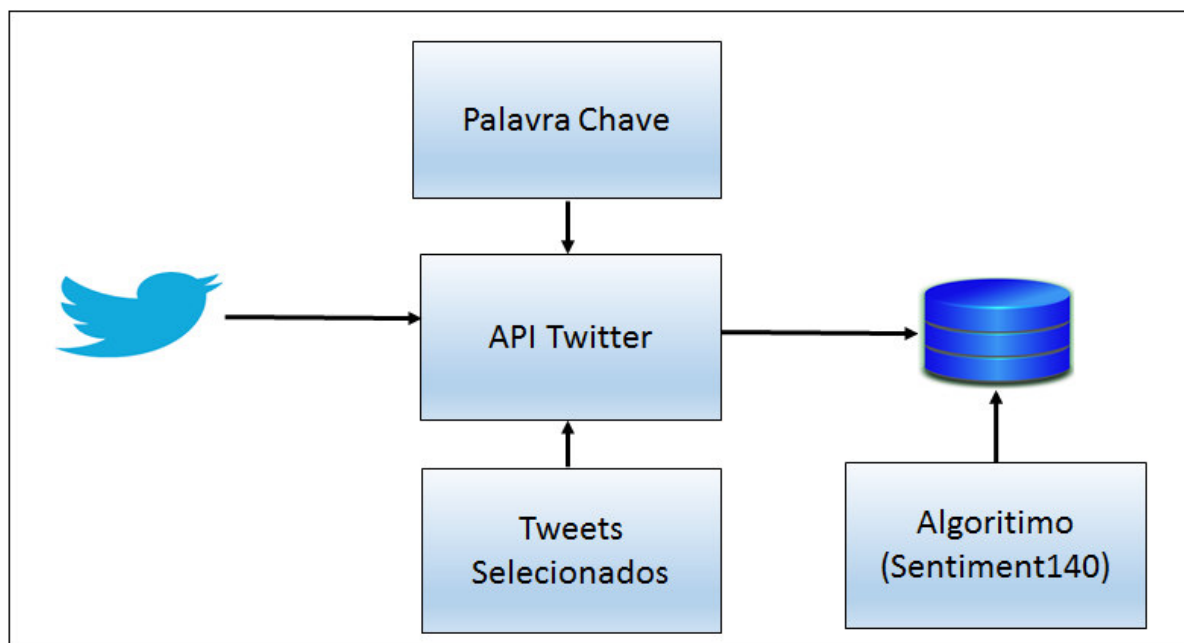 Palavra Chave
API Twitter
Tweets
Selecionados
Algoritimo
(Sentiment140)